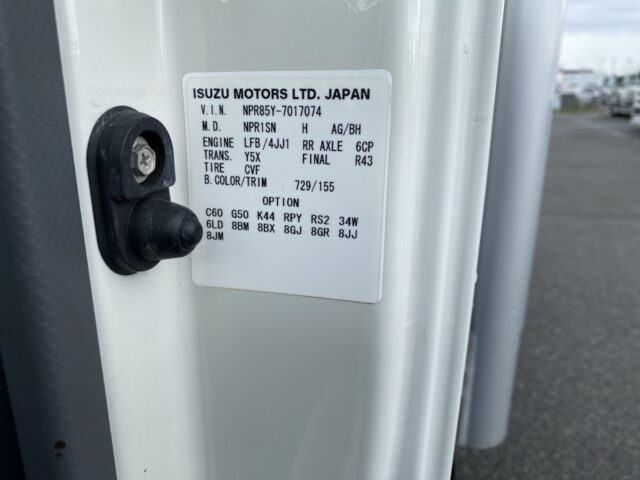 ISUZU MOTORS LTD. JAPAN
V.I.N. NPR85Y-7017074
M.D. NPR1SN H AG/BH
ENGINE LFB/4JJ1 RR AXLE 6CP
TRANS. Y5X FINAL R43
TIRE CVF
B.COLOR/TRIM 729/155
OPTION
C60 G50 K44 RPY RS2 34W
6LD 8BM 8BX 8GJ 8GR 8JJ
8JM